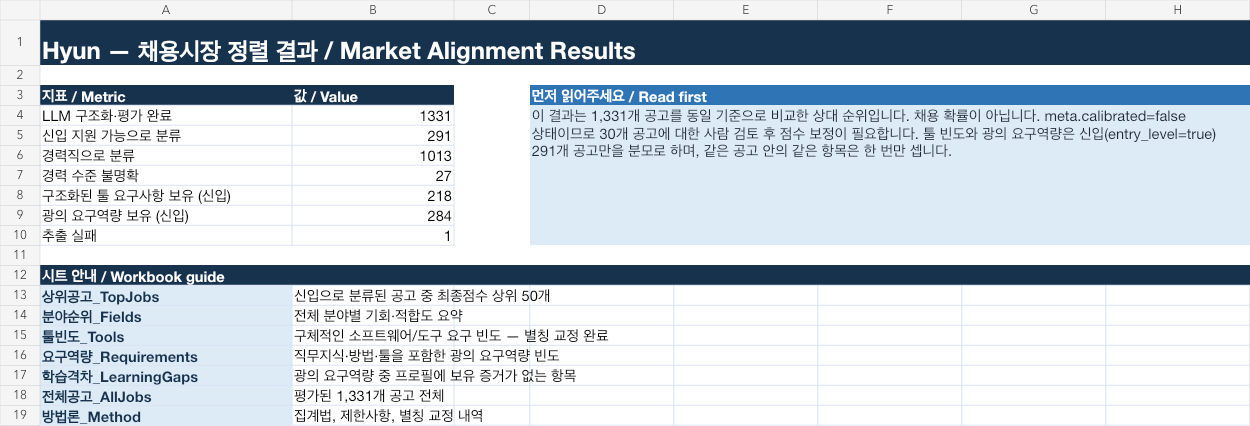 A B C D E F G H
1 Hyun — 채용시장 정렬 결과 / Market Alignment Results
2
3 지표 / Metric 값 / Value 먼저 읽어주세요 / Read first
4 LLM 구조화·평가 완료 1331 이 결과는 1,331개 공고를 동일 기준으로 비교한 상대 순위입니다. 채용 확률이 아닙니다. meta.calibrated=false
5 신입 지원 가능으로 분류 291 상태이므로 30개 공고에 대한 사람 검토 후 점수 보정이 필요합니다. 툴 빈도와 광의 요구역량은 신입(entry_level=true)
6 경력직으로 분류 1013 291개 공고만을 분모로 하며, 같은 공고 안의 같은 항목은 한 번만 셉니다.
7 경력 수준 불명확 27
8 구조화된 툴 요구사항 보유 (신입) 218
9 광의 요구역량 보유 (신입) 284
10 추출 실패 1
11
12 시트 안내 / Workbook guide
13 상위공고_TopJobs 신입으로 분류된 공고 중 최종점수 상위 50개
14 분야순위_Fields 전체 분야별 기회·적합도 요약
15 툴빈도_Tools 구체적인 소프트웨어/도구 요구 빈도 — 별칭 교정 완료
16 요구역량_Requirements 직무지식·방법·툴을 포함한 광의 요구역량 빈도
17 학습격차_LearningGaps 광의 요구역량 중 프로필에 보유 증거가 없는 항목
18 전체공고_AllJobs 평가된 1,331개 공고 전체
19 방법론_Method 집계법, 제한사항, 별칭 교정 내역